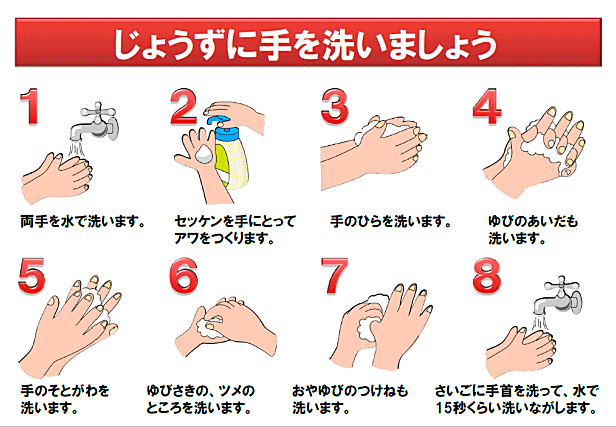 じょうずに手を洗いましょう
1
両手を水で洗います。
2
セッケンを手にとって
アワをつくります。
3
手のひらを洗います。
4
ゆびのあいだも
洗います。
5
手のそとがわを
洗います。
6
ゆびさきの、ツメの
ところを洗います。
7
おやゆびのつけねも
洗います。
8
さいごに手首を洗って、水で
15秒くらい洗いながします。